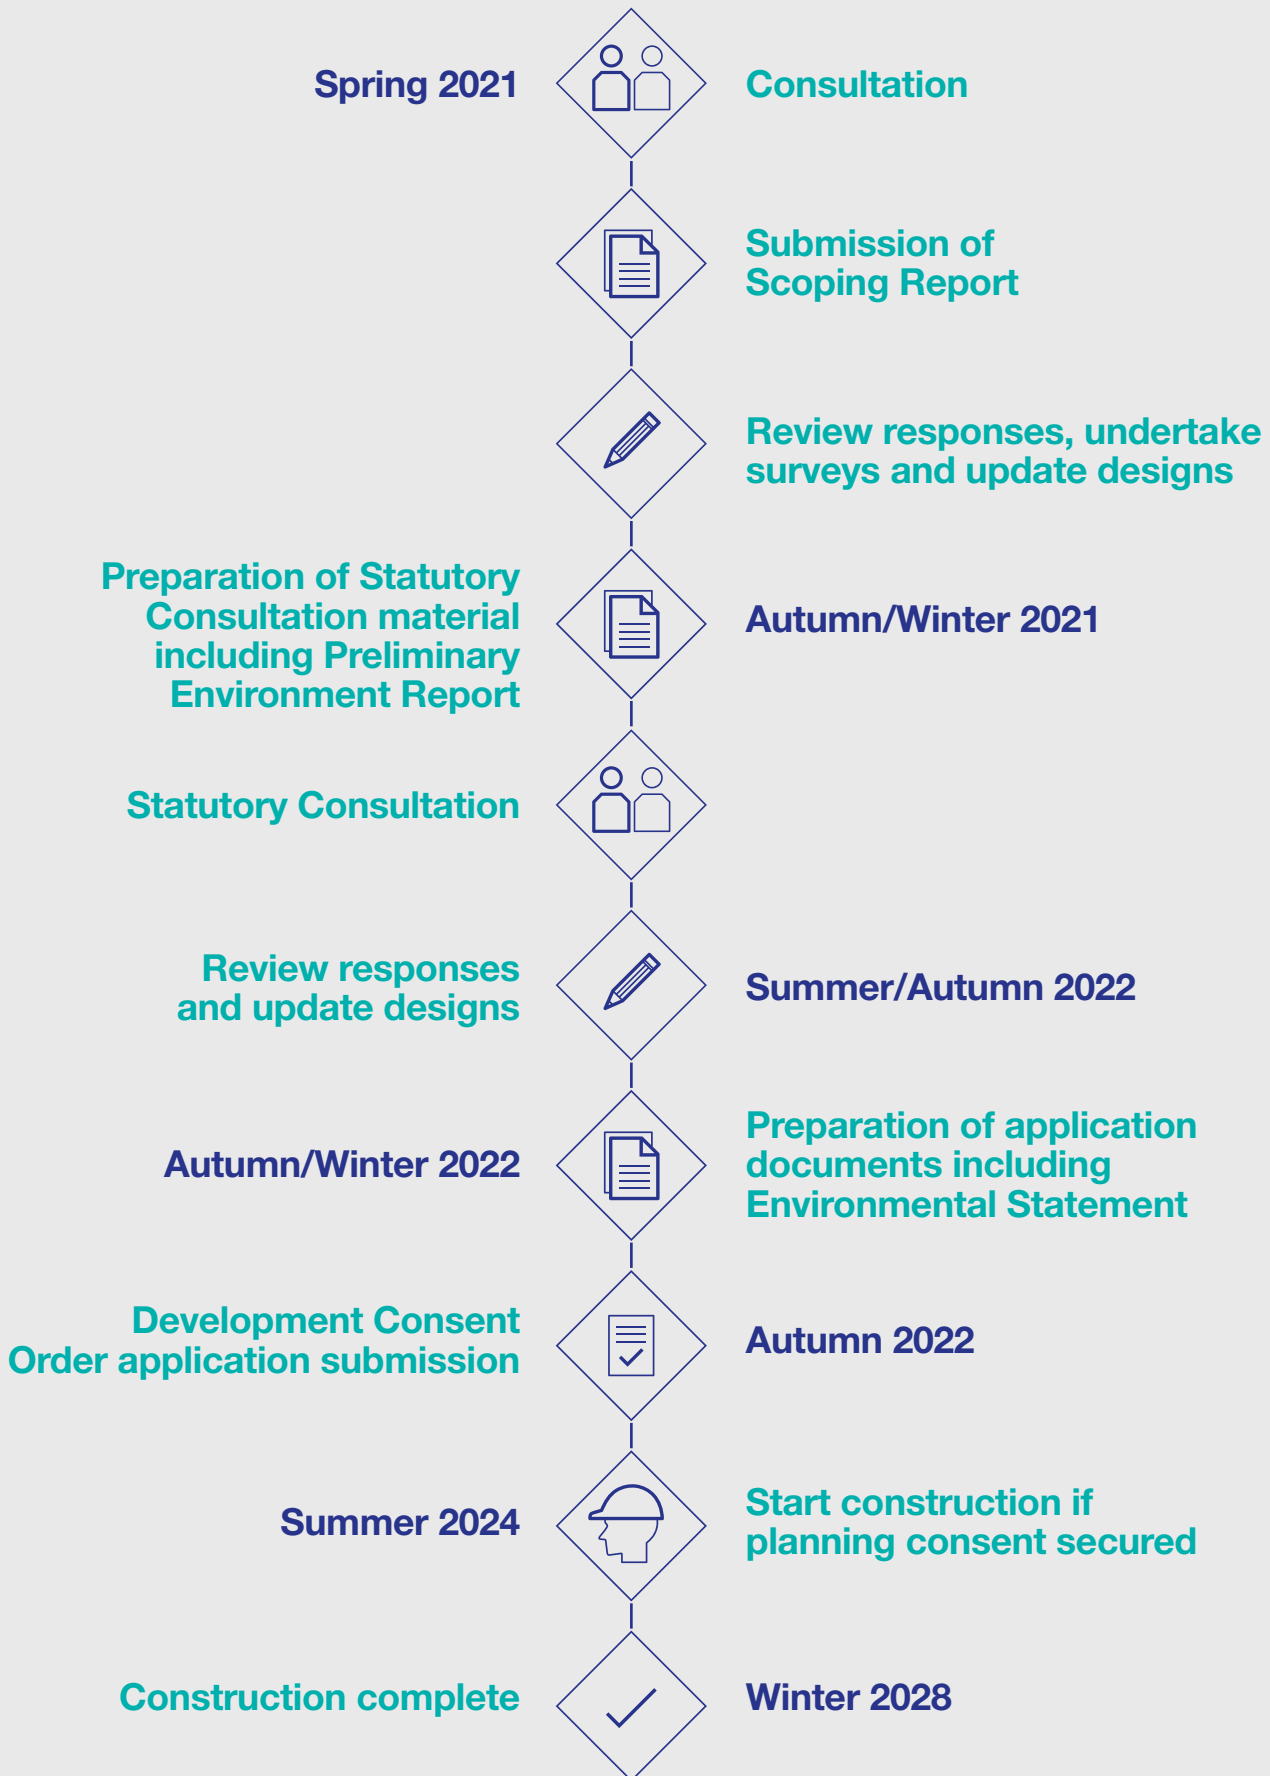 Spring 2021
Consultation
Submission of
Scoping Report
Review responses, undertake
surveys and update designs
Preparation of Statutory
Consultation material
including Preliminary
Environment Report
Autumn/Winter 2021
Statutory Consultation
Review responses
and update designs
Summer/Autumn 2022
Autumn/Winter 2022
Preparation of application
documents including
Environmental Statement
Development Consent
Order application submission
Autumn 2022
Summer 2024
Start construction if
planning consent secured
Construction complete
Winter 2028